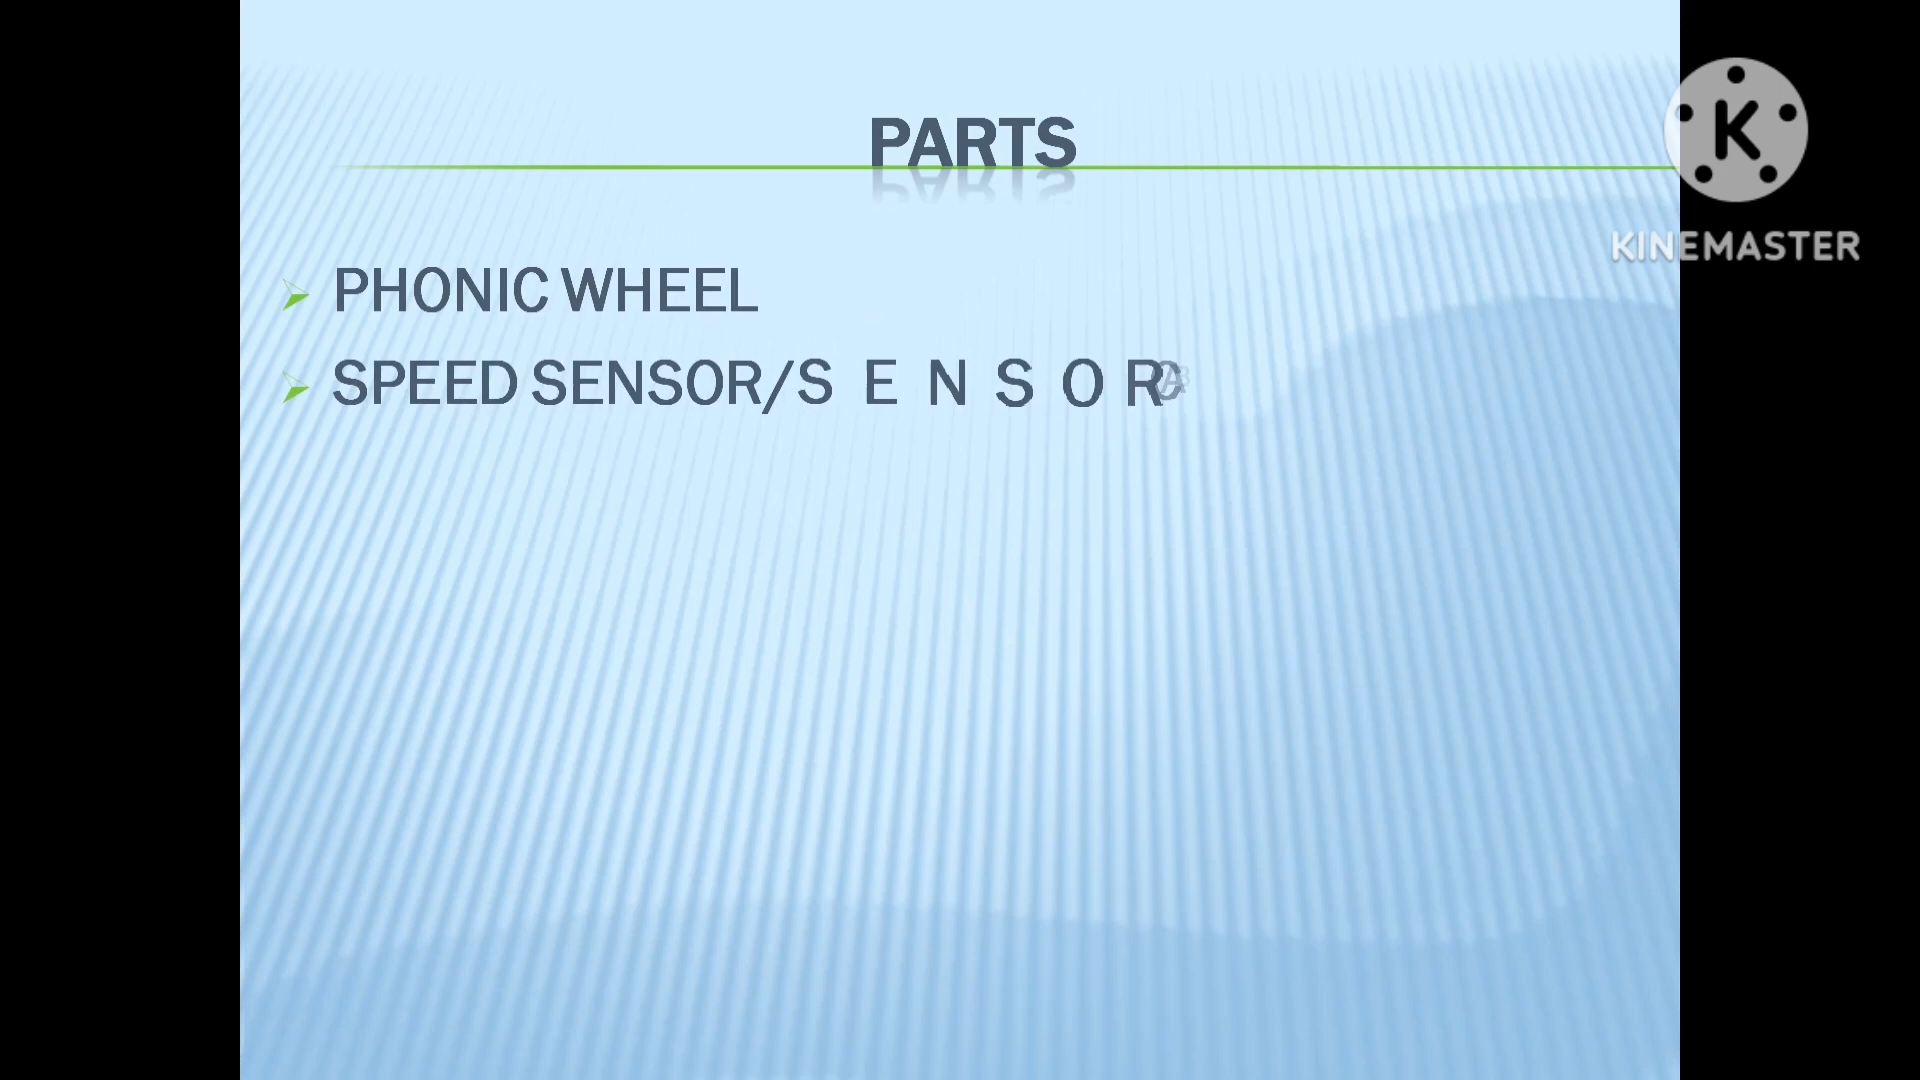 PARTS
PHONIC WHEEL
SPEED SENSOR/S E N S O R
K
KINEMASTER